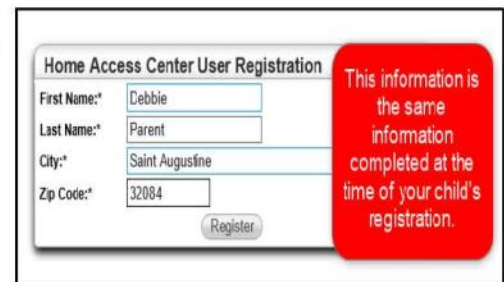 Home Access Center User Registration
First Name:* Debbie
Last Name:* Parent
City:* Saint Augustine
Zip Code:* 32084
Register
This information is
the same
information
completed at the
time of your child's
registration.